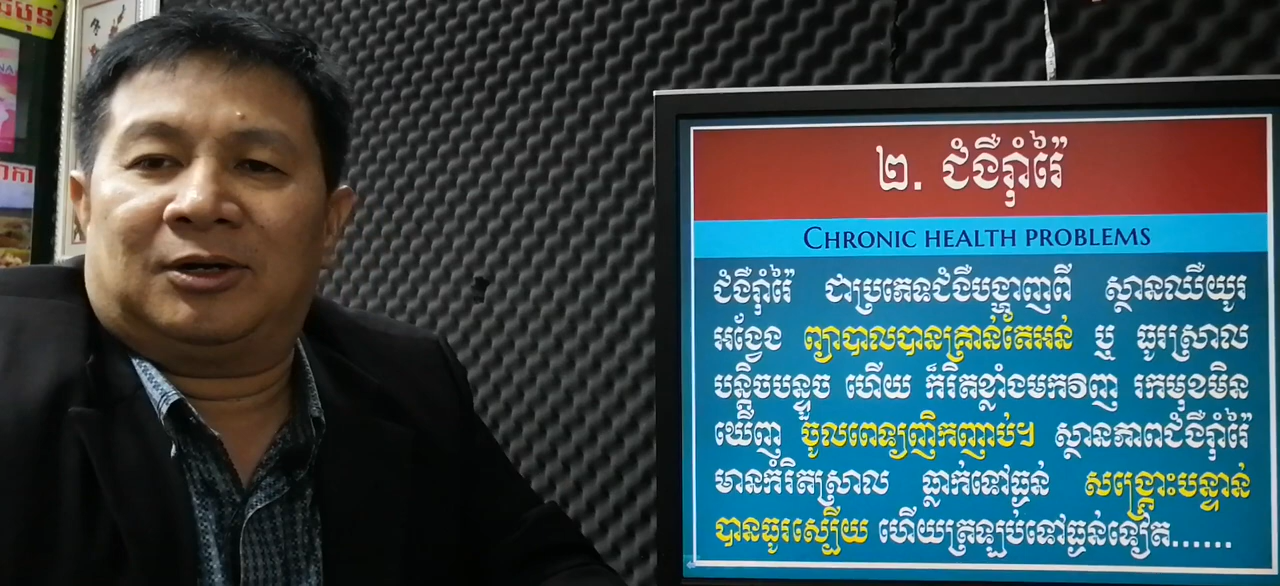 ២. ជំងឺរ៉ាំរ៉ៃ
CHRONIC HEALTH PROBLEMS
ជំងឺរ៉ាំរ៉ៃ ជាប្រភេទជំងឺបង្ហាញពី ស្ថានឈឺយូរ
អង្វែង ព្យាបាលបានគ្រាន់តែអន់ ឬ ធូរស្រាល
បន្តិចបន្ទួច ហើយ ក៏រិតខ្លាំងមកវិញ រកមុខមិន
ឃើញ ចូលពេទ្យញឹកញាប់។ ស្ថានភាពជំងឺរ៉ាំរ៉ៃ
មានកំរិតស្រាល ធ្លាក់ទៅធ្ងន់ សង្គ្រោះបន្ទាន់
បានធូរស្បើយ ហើយត្រឡប់ទៅធ្ងន់ទៀត......